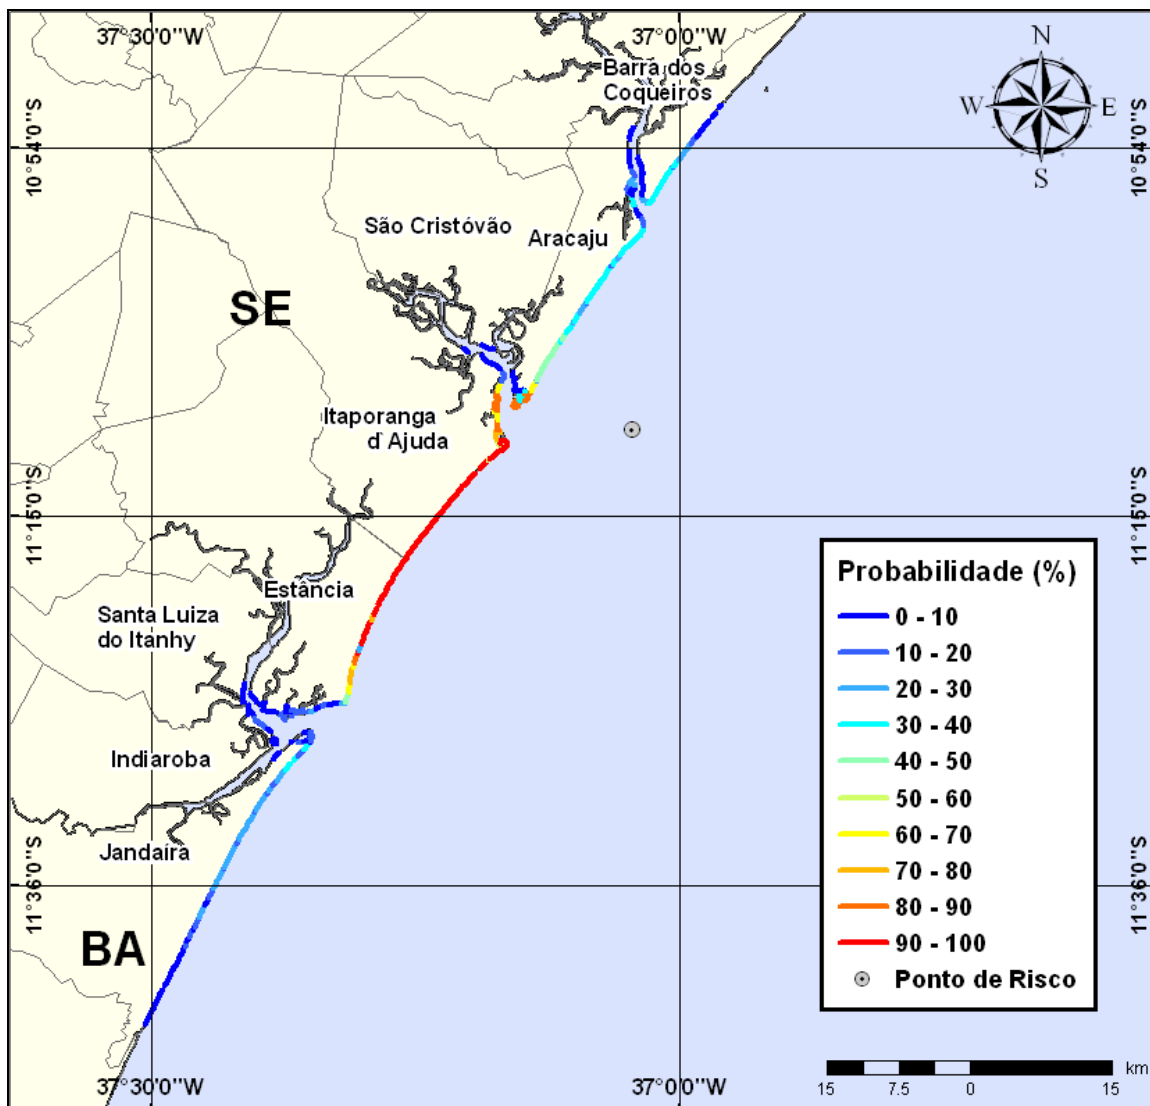 37°30'0"W
37°0'0"W
N
W
E
S
Barra dos
Coqueiros
10°54'0"S
10°54'0"S
São Cristóvão
Aracaju
SE
Itaporanga
d`Ajuda
11°15'0"S
11°15'0"S
Estância
Santa Luiza
do Itanhy
Indiaroba
Jandaíra
11°36'0"S
11°36'0"S
BA
Probabilidade (%)
0 - 10
10 - 20
20 - 30
30 - 40
40 - 50
50 - 60
60 - 70
70 - 80
80 - 90
90 - 100
Ponto de Risco
37°30'0"W
37°0'0"W
km
15 7.5 0 15